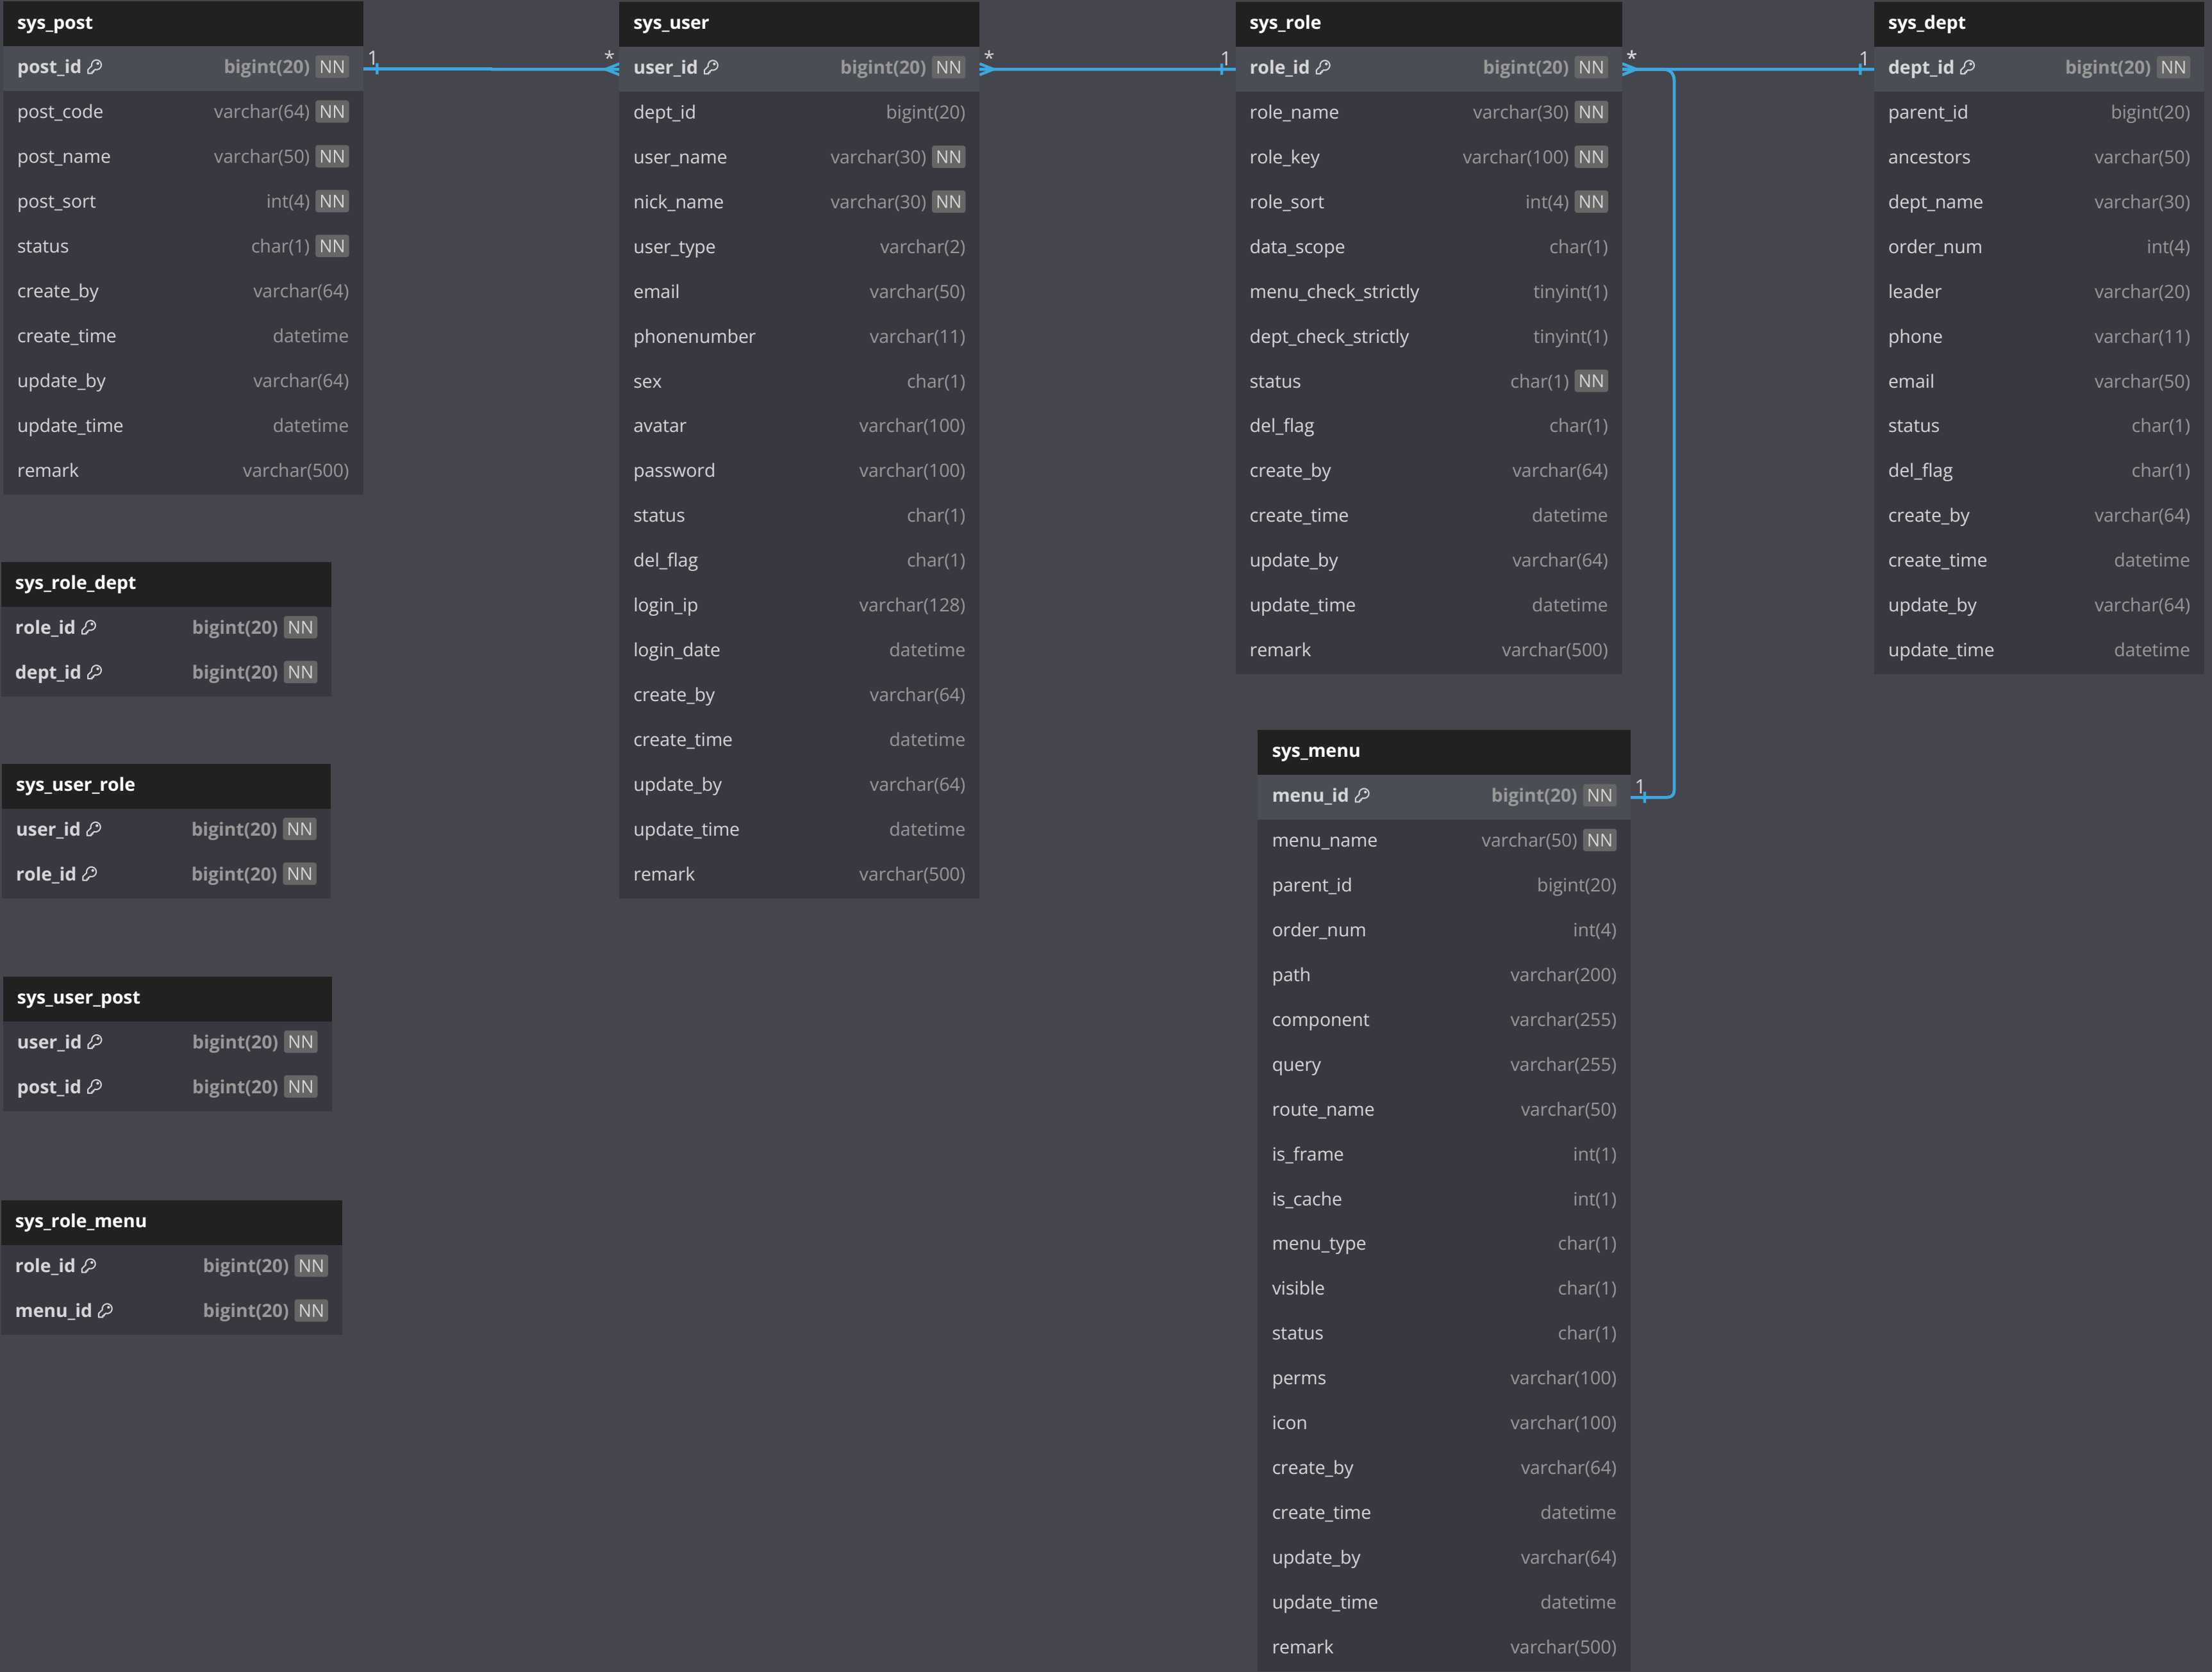 sys_post
post_id bigint(20) NN
post_code varchar(64) NN
post_name varchar(50) NN
post_sort int(4) NN
status char(1) NN
create_by varchar(64)
create_time datetime
update_by varchar(64)
update_time datetime
remark varchar(500)
1 *
sys_user
user_id bigint(20) NN
dept_id bigint(20)
user_name varchar(30) NN
nick_name varchar(30) NN
user_type varchar(2)
email varchar(50)
phonenumber varchar(11)
sex char(1)
avatar varchar(100)
password varchar(100)
status char(1)
del_flag char(1)
login_ip varchar(128)
login_date datetime
create_by varchar(64)
create_time datetime
update_by varchar(64)
update_time datetime
remark varchar(500)
* 1
sys_role
role_id bigint(20) NN
role_name varchar(30) NN
role_key varchar(100) NN
role_sort int(4) NN
data_scope char(1)
menu_check_strictly tinyint(1)
dept_check_strictly tinyint(1)
status char(1) NN
del_flag char(1)
create_by varchar(64)
create_time datetime
update_by varchar(64)
update_time datetime
remark varchar(500)
* 1
sys_dept
dept_id bigint(20) NN
parent_id bigint(20)
ancestors varchar(50)
dept_name varchar(30)
order_num int(4)
leader varchar(20)
phone varchar(11)
email varchar(50)
status char(1)
del_flag char(1)
create_by varchar(64)
create_time datetime
update_by varchar(64)
update_time datetime
sys_role_dept
role_id bigint(20) NN
dept_id bigint(20) NN
sys_user_role
user_id bigint(20) NN
role_id bigint(20) NN
sys_user_post
user_id bigint(20) NN
post_id bigint(20) NN
sys_role_menu
role_id bigint(20) NN
menu_id bigint(20) NN
sys_menu
menu_id bigint(20) NN
1
menu_name varchar(50) NN
parent_id bigint(20)
order_num int(4)
path varchar(200)
component varchar(255)
query varchar(255)
route_name varchar(50)
is_frame int(1)
is_cache int(1)
menu_type char(1)
visible char(1)
status char(1)
perms varchar(100)
icon varchar(100)
create_by varchar(64)
create_time datetime
update_by varchar(64)
update_time datetime
remark varchar(500)